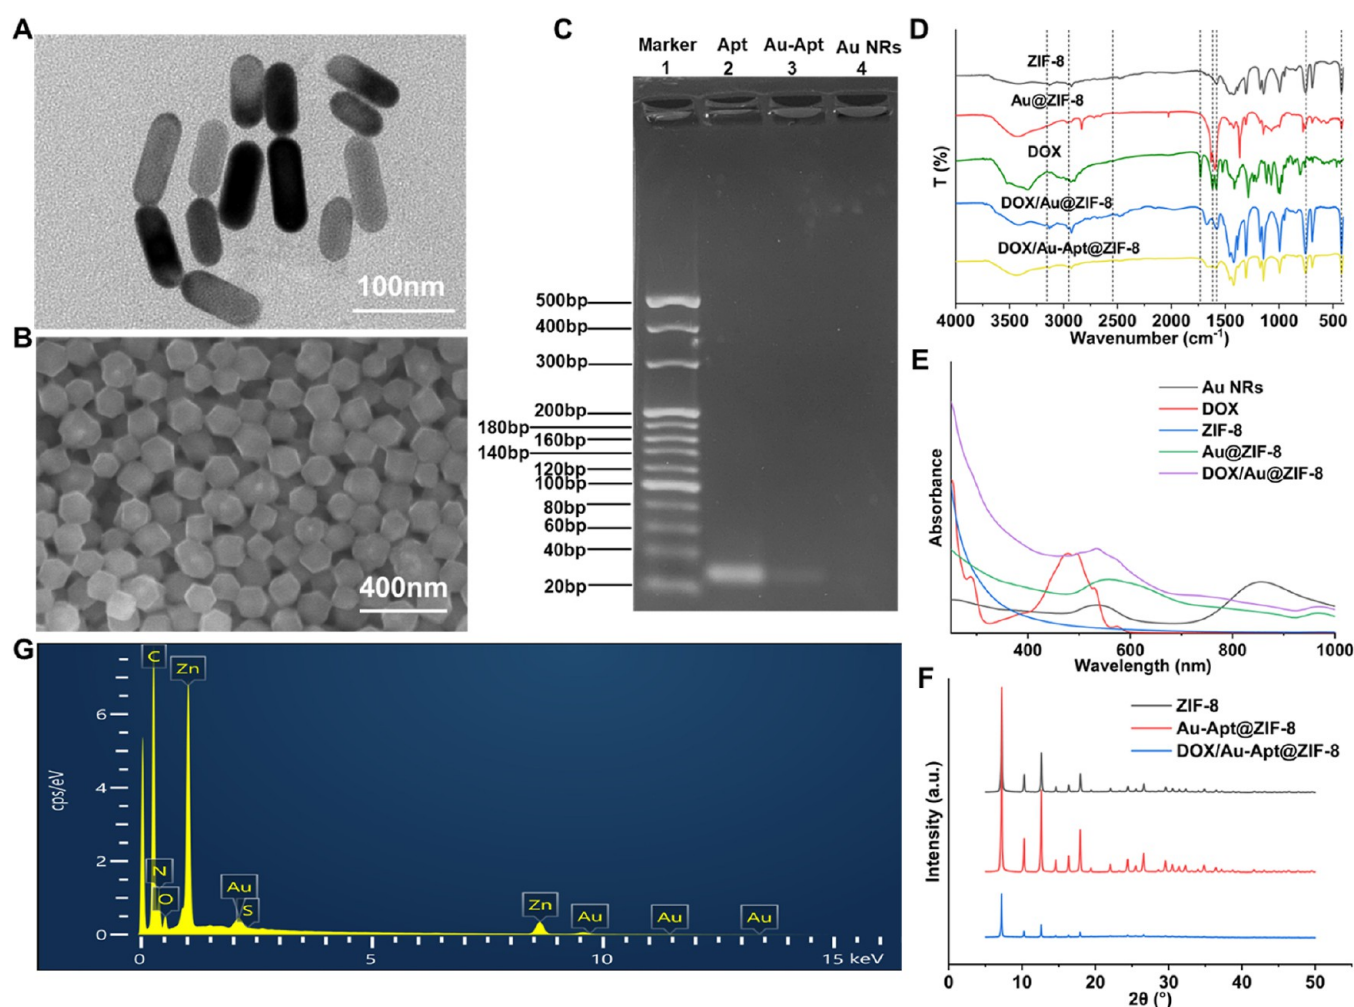 A
100nm
B
400nm
C
Marker Apt Au-Apt Au NRs
1 2 3 4
500bp
400bp
300bp
200bp
180bp
160bp
140bp
120bp
100bp
80bp
60bp
40bp
20bp
D
T (%)
ZIF-8
Au@ZIF-8
DOX
DOX/Au@ZIF-8
DOX/Au-Apt@ZIF-8
4000 3500 3000 2500 2000 1500 1000 500
Wavenumber (cm⁻¹)
E
Absorbance
Au NRs
DOX
ZIF-8
Au@ZIF-8
DOX/Au@ZIF-8
400 600 800 1000
Wavelength (nm)
F
Intensity (a.u.)
ZIF-8
Au-Apt@ZIF-8
DOX/Au-Apt@ZIF-8
0 10 20 30 40 50
2θ (°)
G
cps/eV
6
4
2
0
C
Zn
N
O
Au
S
Zn
Au
Au
Au
0 5 10 15 keV